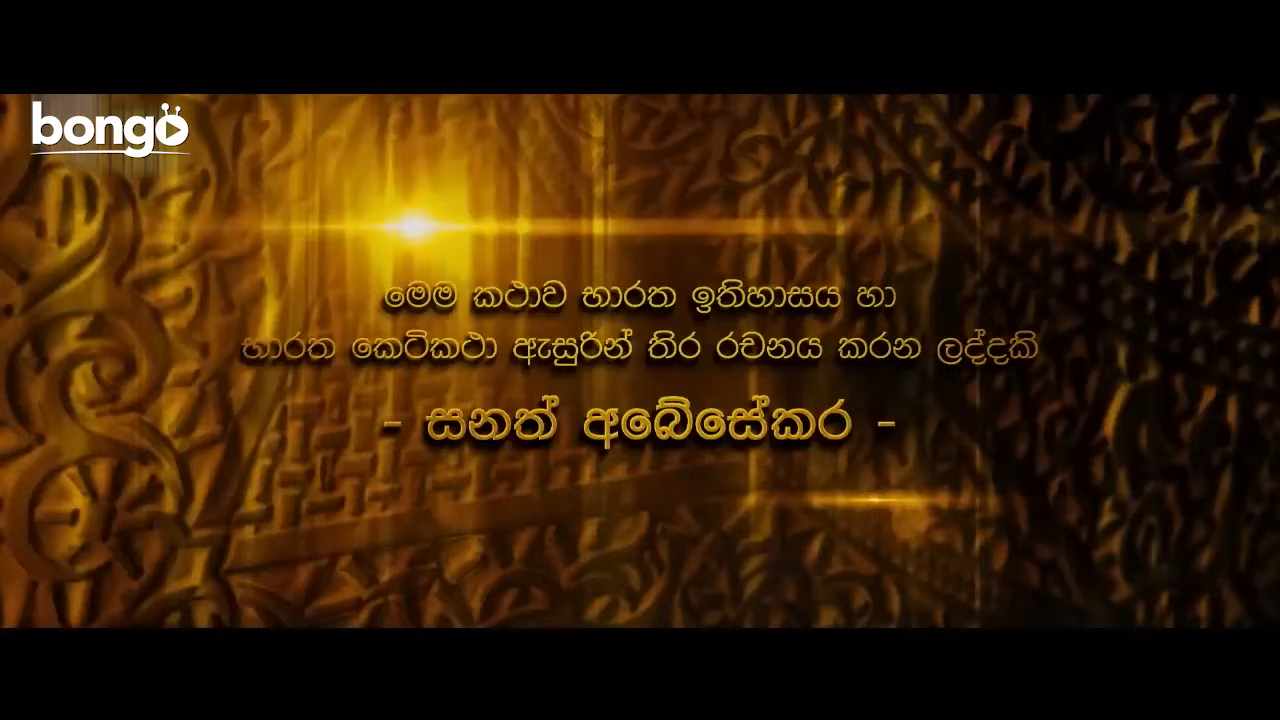 bongo
මෙම කථාව භාරත ඉතිහාසය හා
භාරත කෙටිකථා ඇසුරින් තිර රචනය කරන ලද්දකි
- සනත් අබේසේකර -